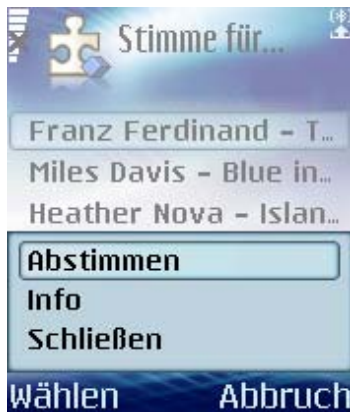 Stimme für...
Franz Ferdinand – T...
Miles Davis – Blue in...
Heather Nova – Islan...
Abstimmen
Info
Schließen
Wählen Abbruch